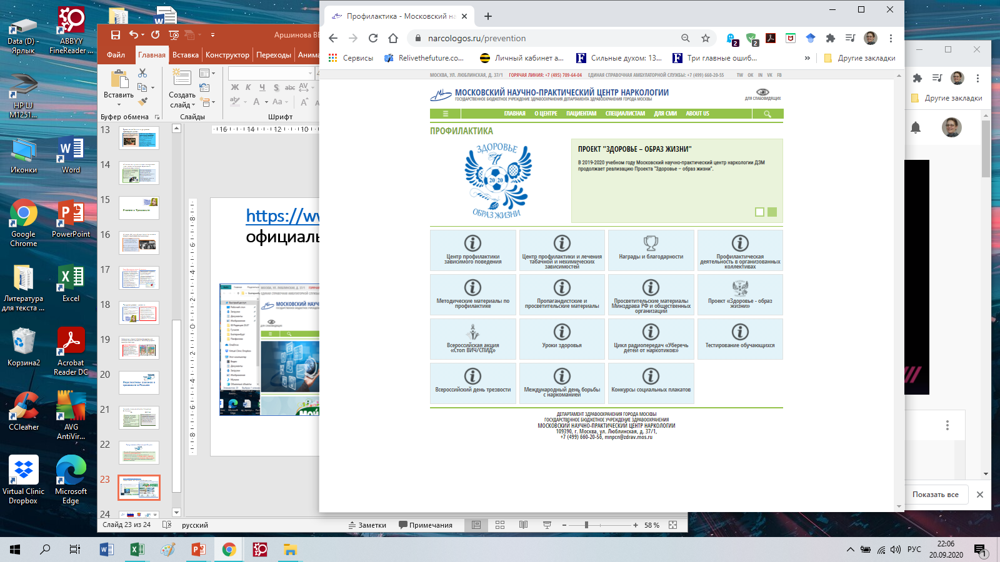 Data (D) -
Ярлык
ABBYY
FineReader ...
HP LJ
M1251...
Иконки
Word
Google
Chrome
PowerPoint
Литература
для текста ...
Excel
Корзина2
Acrobat
Reader DC
CCleaner
AVG
AntiVir...
Virtual Clinic
Dropbox
Microsoft
Edge
Аршинова ВЕ
Файл
Главная
Вставка
Конструктор
Переходы
Анима
Вставить
Создать
слайд
Буфер обмена
Слайды
Шрифт
Ж К Ч S abc AV
Aa
16 14 12 10
13
14
15
16
17
18
19
20
21
22
23
24
https://w
официаль
Слайд 23 из 24
русский
Заметки
Примечания
58 %
Профилактика - Московский на
narcologos.ru/prevention
2
2
Сервисы
Relivethefuture.co...
Личный кабинет а...
Сильные духом: 13...
Три главные ошиб...
»
Другие закладки
МОСКВА, УЛ. ЛЮБЛИНСКАЯ, Д. 37/1 ГОРЯЧАЯ ЛИНИЯ: +7 (495) 709-64-04 ЕДИНАЯ СПРАВОЧНАЯ АМБУЛАТОРНОЙ СЛУЖБЫ: +7 (499) 660-20-55 TW OK IN VK FB
МОСКОВСКИЙ НАУЧНО-ПРАКТИЧЕСКИЙ ЦЕНТР НАРКОЛОГИИ
ГОСУДАРСТВЕННОЕ БЮДЖЕТНОЕ УЧРЕЖДЕНИЕ ЗДРАВООХРАНЕНИЯ ДЕПАРТАМЕНТА ЗДРАВООХРАНЕНИЯ ГОРОДА МОСКВЫ
ДЛЯ СЛАБОВИДЯЩИХ
ГЛАВНАЯ О ЦЕНТРЕ ПАЦИЕНТАМ СПЕЦИАЛИСТАМ ДЛЯ СМИ ABOUT US
ПРОФИЛАКТИКА
ЗДОРОВЬЕ
20 20
ОБРАЗ ЖИЗНИ
ПРОЕКТ "ЗДОРОВЬЕ – ОБРАЗ ЖИЗНИ"
В 2019-2020 учебном году Московский научно-практический центр наркологии ДЗМ
продолжает реализацию Проекта "Здоровье – образ жизни".
Центр профилактики
зависимого поведения
Центр профилактики и лечения
табачной и нехимических
зависимостей
Награды и благодарности
Профилактическая
деятельность в организованных
коллективах
Методические материалы по
профилактике
Пропагандистские и
просветительские материалы
Просветительские материалы
Минздрава РФ и общественных
организаций
Проект «Здоровье - образ
жизни»
Всероссийская акция
«Стоп ВИЧ/СПИД»
Уроки здоровья
Цикл радиопередач «Уберечь
детей от наркотиков»
Тестирование обучающихся
Всероссийский день трезвости
Международный день борьбы
с наркоманией
Конкурсы социальных плакатов
ДЕПАРТАМЕНТ ЗДРАВООХРАНЕНИЯ ГОРОДА МОСКВЫ
ГОСУДАРСТВЕННОЕ БЮДЖЕТНОЕ УЧРЕЖДЕНИЕ ЗДРАВООХРАНЕНИЯ
МОСКОВСКИЙ НАУЧНО-ПРАКТИЧЕСКИЙ ЦЕНТР НАРКОЛОГИИ
109390, г. Москва, ул. Люблинская, д. 37/1,
+7 (499) 660-20-56, mnpcn@zdrav.mos.ru
Другие закладки
Показать все
РУС
22:06
20.09.2020
1